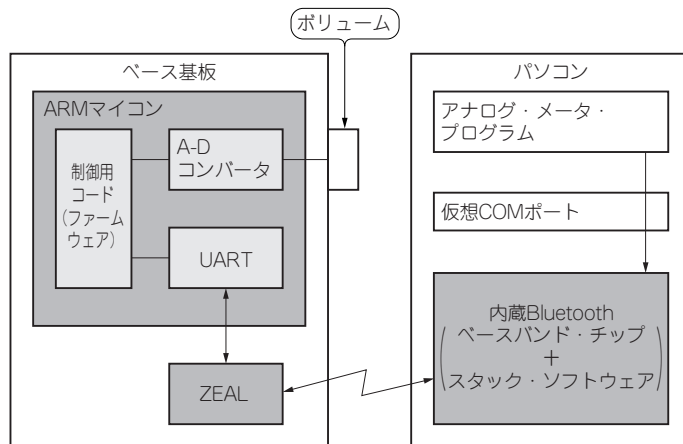 ボリューム
ベース基板
ARMマイコン
制御用
コード
(ファーム
ウェア)
A-D
コンバータ
UART
ZEAL
パソコン
アナログ・メータ・
プログラム
仮想COMポート
内蔵Bluetooth
(ベースバンド・チップ
+
スタック・ソフトウェア)